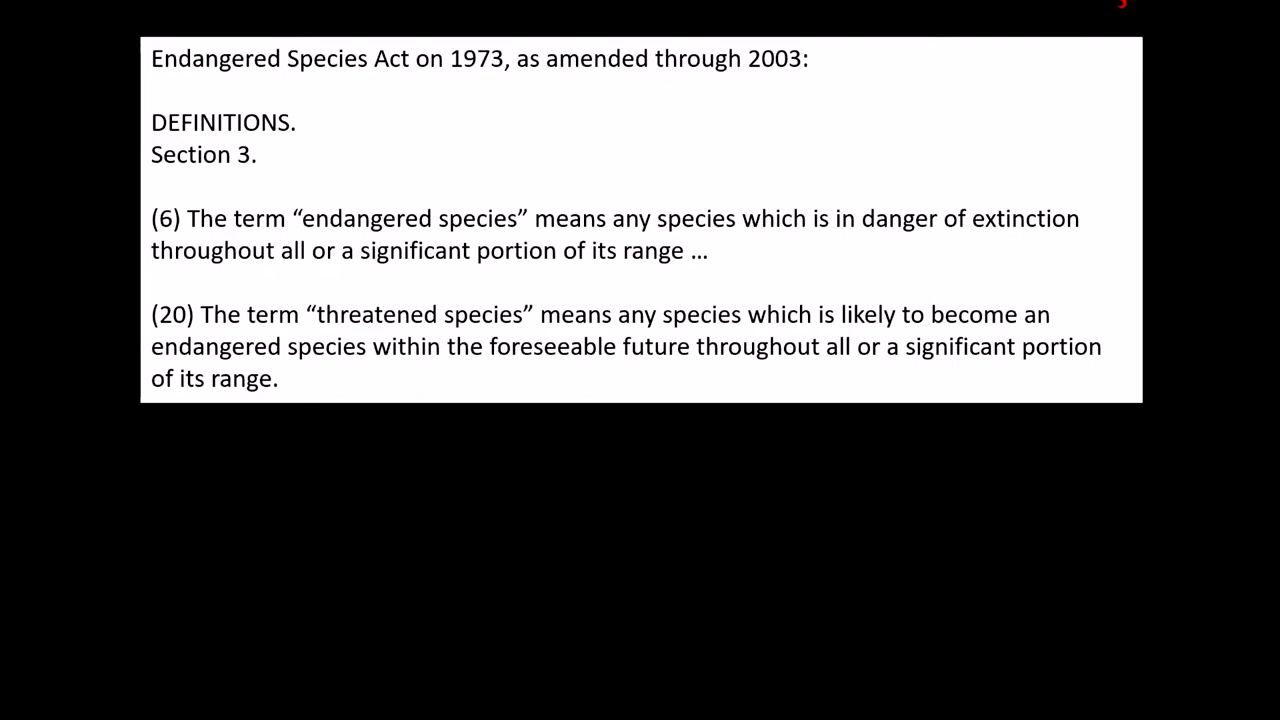 Endangered Species Act on 1973, as amended through 2003:
DEFINITIONS.
Section 3.
(6) The term “endangered species” means any species which is in danger of extinction
throughout all or a significant portion of its range …
(20) The term “threatened species” means any species which is likely to become an
endangered species within the foreseeable future throughout all or a significant portion
of its range.